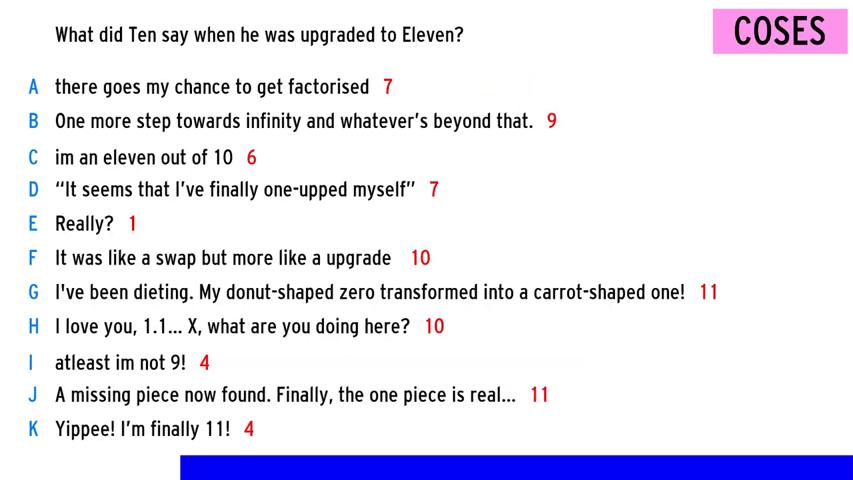 What did Ten say when he was upgraded to Eleven?
COSES
A there goes my chance to get factorised 7
B One more step towards infinity and whatever's beyond that. 9
C im an eleven out of 10 6
D “It seems that I've finally one-upped myself” 7
E Really? 1
F It was like a swap but more like a upgrade 10
G I've been dieting. My donut-shaped zero transformed into a carrot-shaped one! 11
H I love you, 1.1... X, what are you doing here? 10
I atleast im not 9! 4
J A missing piece now found. Finally, the one piece is real... 11
K Yippee! I'm finally 11! 4